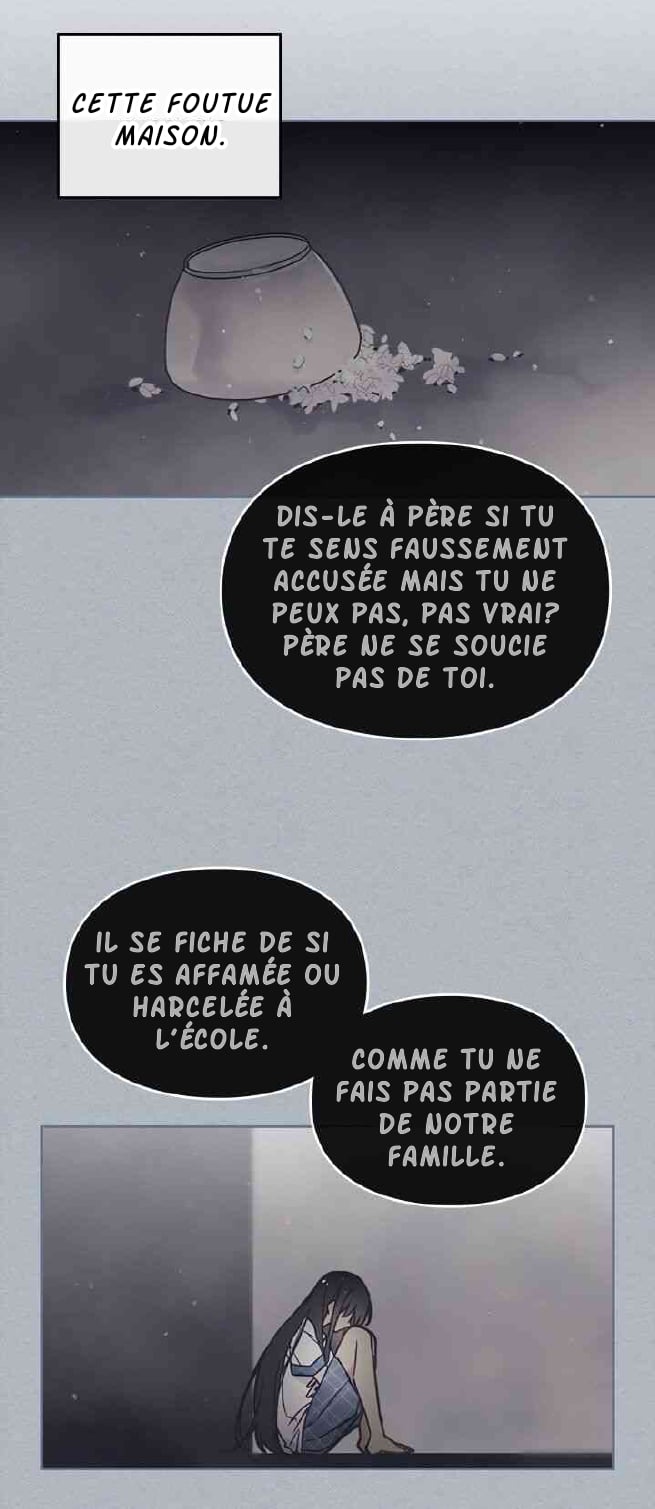 CETTE FOUTUE
MAISON.
DIS-LE À PÈRE SI TU
TE SENS FAUSSEMENT
ACCUSÉE MAIS TU NE
PEUX PAS, PAS VRAI?
PÈRE NE SE SOUCIE
PAS DE TOI.
IL SE FICHE DE SI
TU ES AFFAMÉE OU
HARCELÉE À
L'ÉCOLE.
COMME TU NE
FAIS PAS PARTIE
DE NOTRE
FAMILLE.